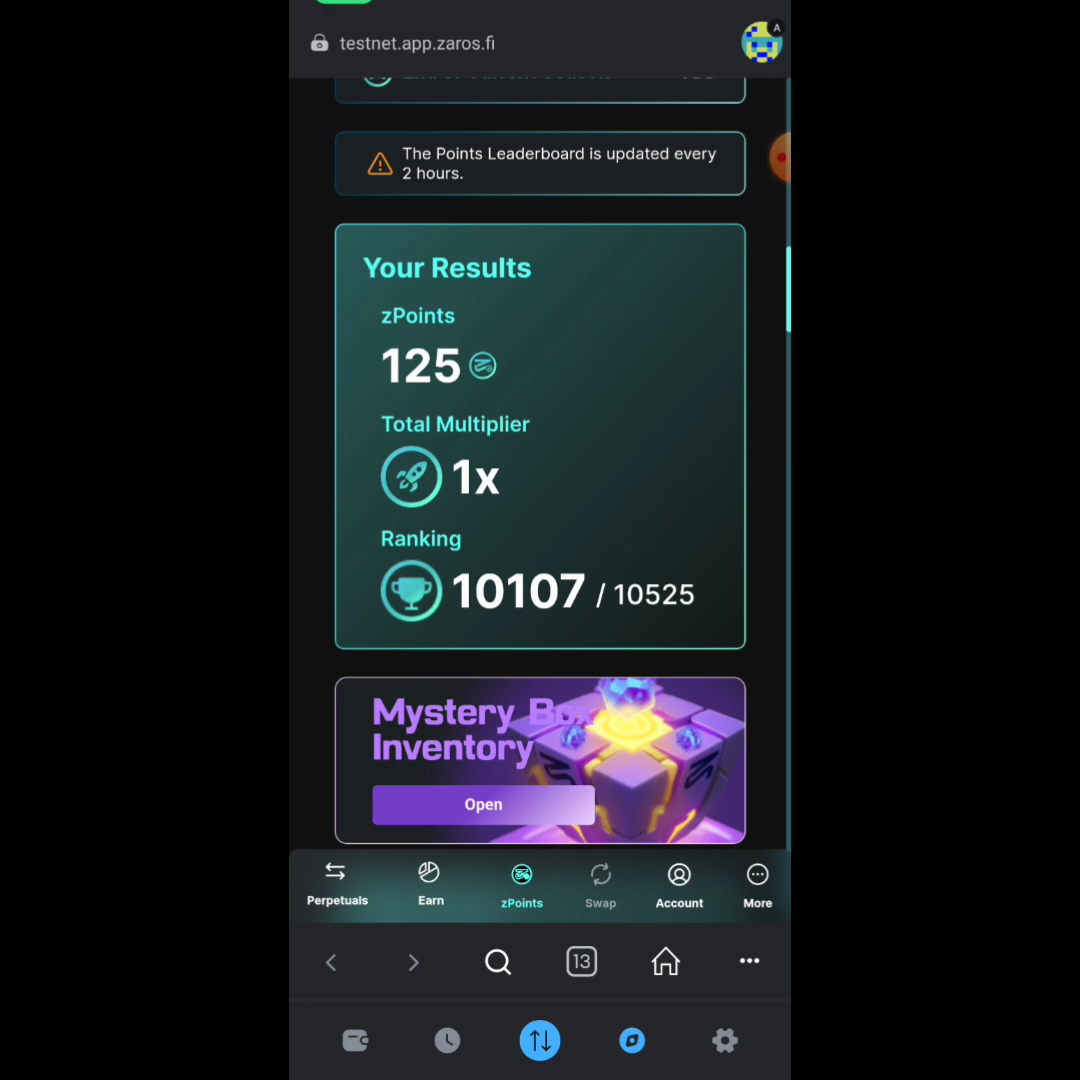 A
testnet.app.zaros.fi
The Points Leaderboard is updated every
2 hours.
Your Results
zPoints
125
Total Multiplier
1x
Ranking
10107 / 10525
Mystery Box
Inventory
Open
Perpetuals
Earn
zPoints
Swap
Account
More
13